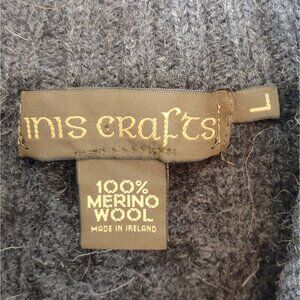 INIS CRAFTS
L
100%
MERINO
WOOL
MADE IN IRELAND